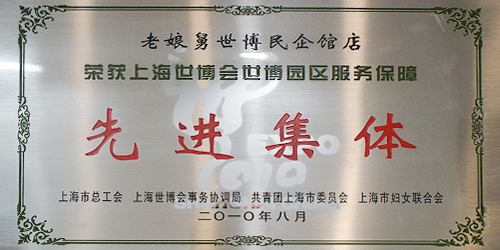 老娘舅世博民企馆店
荣获上海世博会世博园区服务保障
先进集体
上海市总工会 上海世博会事务协调局 共青团上海市委员会 上海市妇女联合会
二〇一〇年八月